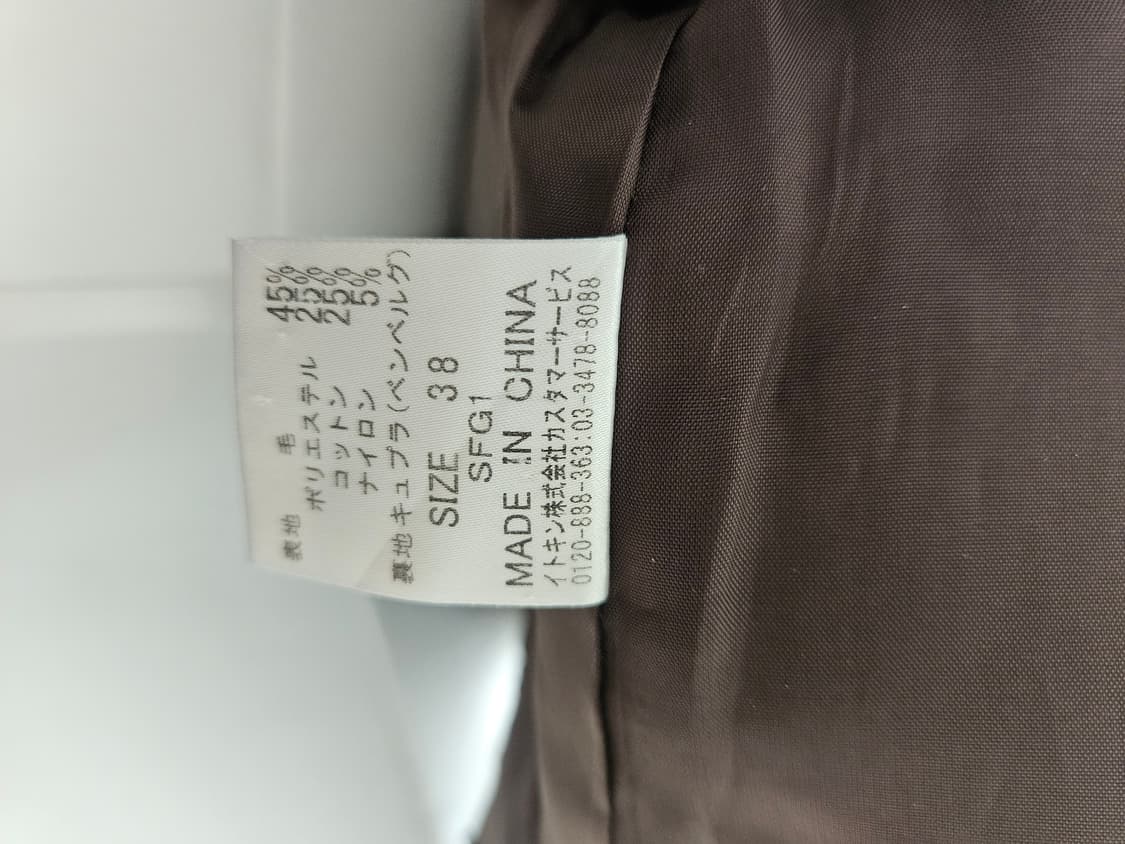 表地 毛 45%
ポリエステル 25%
コットン 25%
ナイロン 5%
裏地 キュプラ(ベンベルグ)
SIZE 38
SFG1
MADE IN CHINA
イトキン株式会社カスタマーサービス
0120-888-363:03-3478-8088